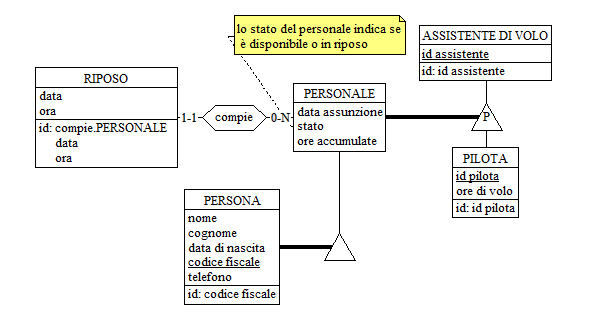 lo stato del personale indica se
è disponibile o in riposo
ASSISTENTE DI VOLO
id assistente
id: id assistente
RIPOSO
data
ora
id: compie.PERSONALE
data
ora
1-1
compie
0-N
PERSONALE
data assunzione
stato
ore accumulate
P
PILOTA
id pilota
ore di volo
id: id pilota
PERSONA
nome
cognome
data di nascita
codice fiscale
telefono
id: codice fiscale